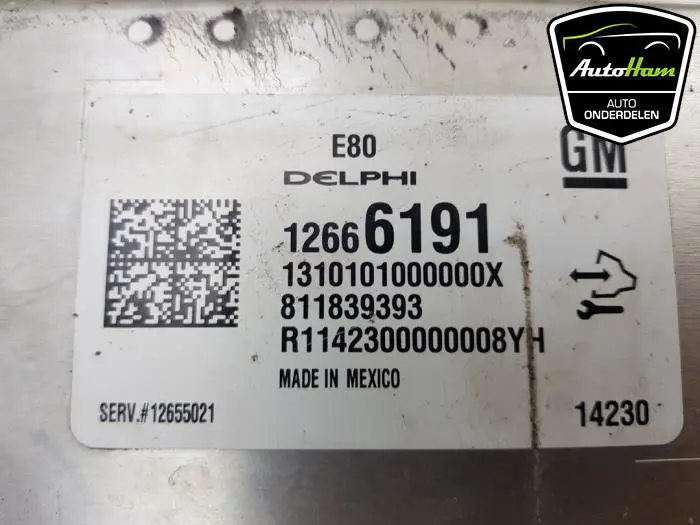 AutoHam
AUTO
ONDERDELEN
E80
GM
DELPHI
12666191
1310101000000X
811839393
R1142300000008YH
MADE IN MEXICO
SERV.#12655021
14230